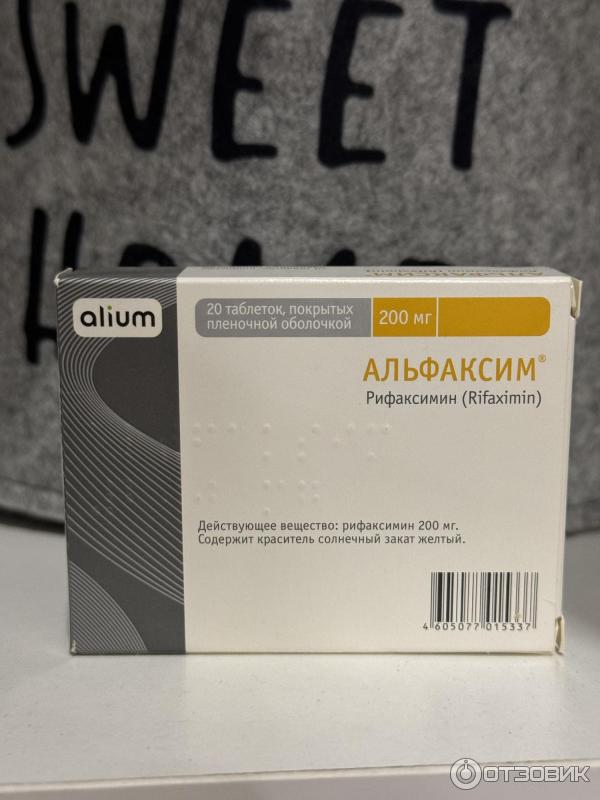 SWEET
alium
20 таблеток, покрытых
пленочной оболочкой
200 мг
АЛЬФАКСИМ®
Рифаксимин (Rifaximin)
Действующее вещество: рифаксимин 200 мг.
Содержит краситель солнечный закат желтый.
4 605077 015337
ОТЗОВИК